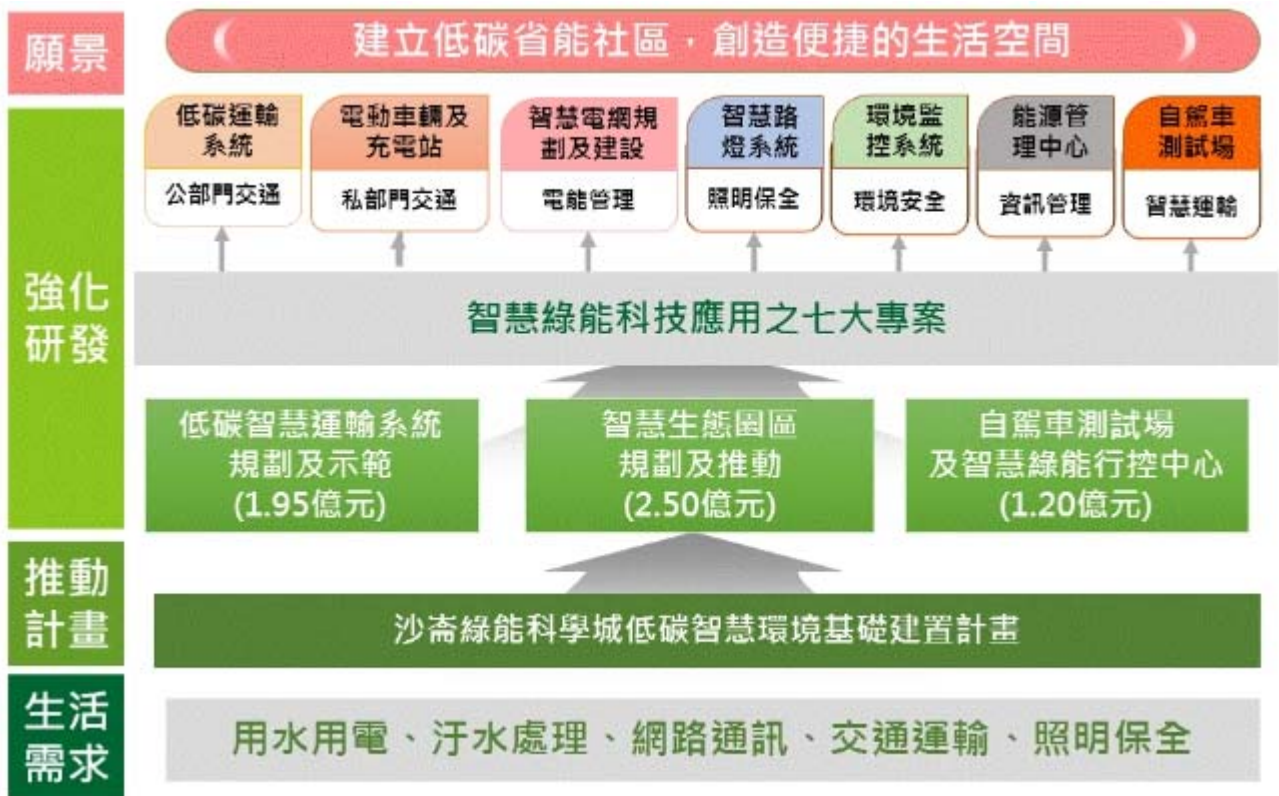 願景
建立低碳省能社區，創造便捷的生活空間
低碳運輸
系統
公部門交通
電動車輛及
充電站
私部門交通
智慧電網規
劃及建設
電能管理
智慧路
燈系統
照明保全
環境監
控系統
環境安全
能源管
理中心
資訊管理
自駕車
測試場
智慧運輸
強化
研發
智慧綠能科技應用之七大專案
低碳智慧運輸系統
規劃及示範
(1.95億元)
智慧生態園區
規劃及推動
(2.50億元)
自駕車測試場
及智慧綠能行控中心
(1.20億元)
推動
計畫
沙崙綠能科學城低碳智慧環境基礎建置計畫
生活
需求
用水用電、汙水處理、網路通訊、交通運輸、照明保全